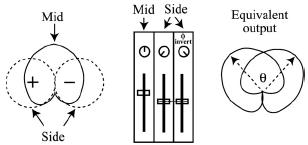 Mid
+
−
Side
Mid
Side
Φ
invert
Equivalent
output
θ